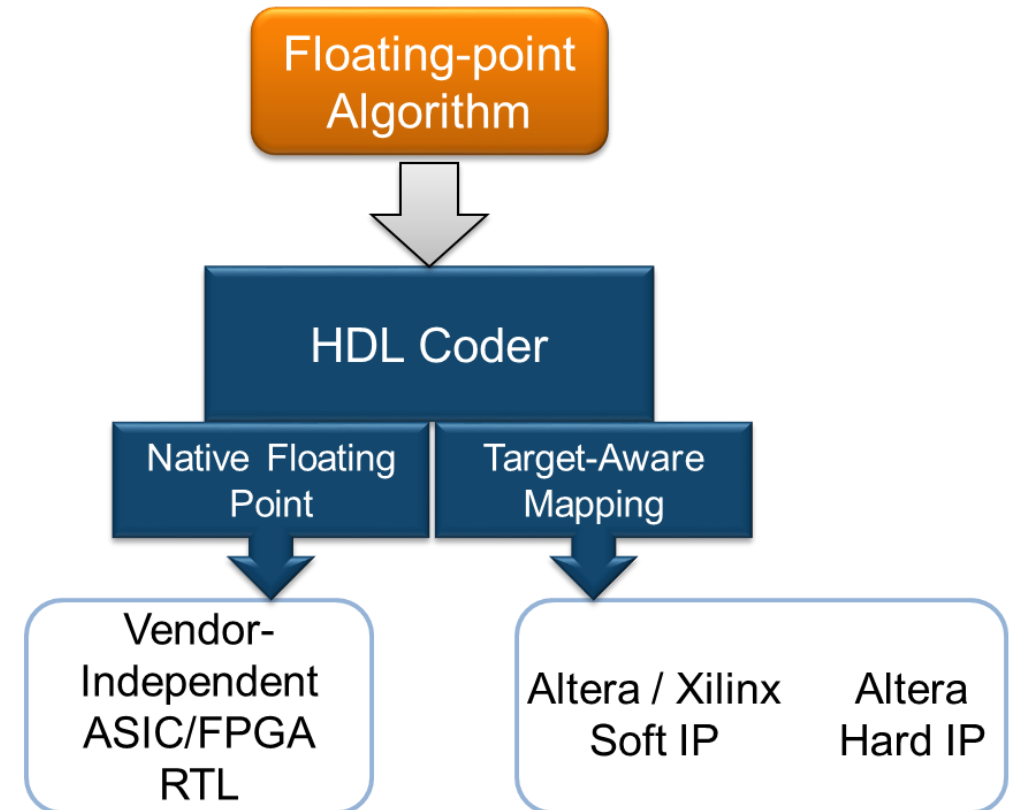 Floating-point
Algorithm
HDL Coder
Native Floating
Point
Target-Aware
Mapping
Vendor-
Independent
ASIC/FPGA
RTL
Altera / Xilinx
Soft IP
Altera
Hard IP